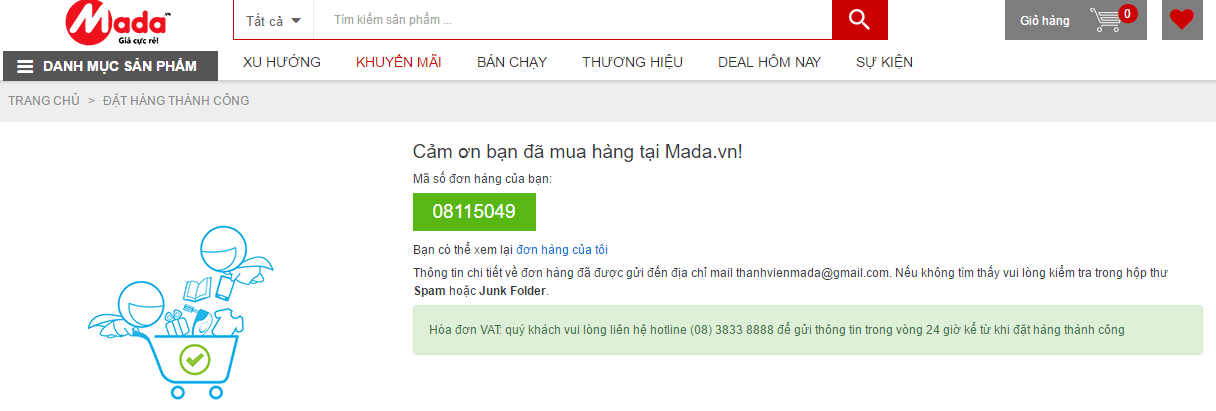 Mada.vn
Giá cực rẻ!
Tất cả
Tìm kiếm sản phẩm ...
Giỏ hàng
0
DANH MỤC SẢN PHẨM
XU HƯỚNG
KHUYẾN MÃI
BÁN CHẠY
THƯƠNG HIỆU
DEAL HÔM NAY
SỰ KIỆN
TRANG CHỦ > ĐẶT HÀNG THÀNH CÔNG
Cảm ơn bạn đã mua hàng tại Mada.vn!
Mã số đơn hàng của bạn:
08115049
Bạn có thể xem lại đơn hàng của tôi
Thông tin chi tiết về đơn hàng đã được gửi đến địa chỉ mail thanhvienmada@gmail.com. Nếu không tìm thấy vui lòng kiểm tra trong hộp thư
Spam hoặc Junk Folder.
Hóa đơn VAT: quý khách vui lòng liên hệ hotline (08) 3833 8888 để gửi thông tin trong vòng 24 giờ kể từ khi đặt hàng thành công